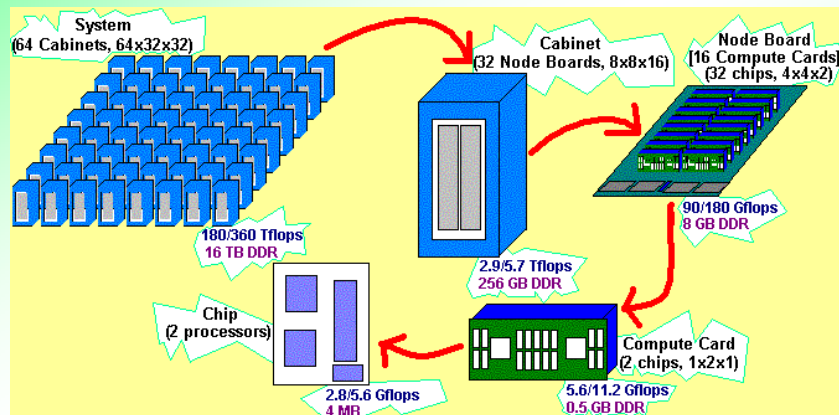 System
(64 Cabinets, 64x32x32)
180/360 Tflops
16 TB DDR
Cabinet
(32 Node Boards, 8x8x16)
2.9/5.7 Tflops
256 GB DDR
Node Board
[16 Compute Cards]
(32 chips, 4x4x2)
90/180 Gflops
8 GB DDR
Compute Card
(2 chips, 1x2x1)
5.6/11.2 Gflops
0.5 GB DDR
Chip
(2 processors)
2.8/5.6 Gflops
4 MB